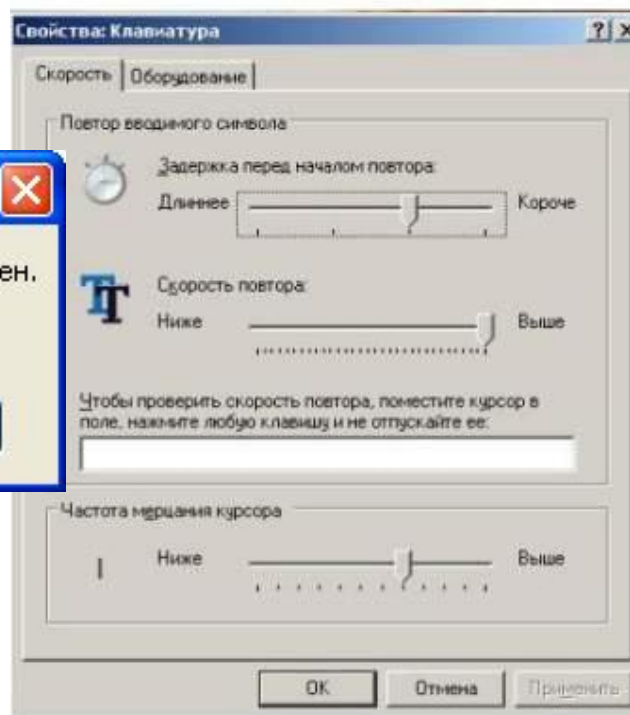 Свойства: Клавиатура
Скорость
Оборудование
Повтор вводимого символа
Задержка перед началом повтора:
Длиннее
Короче
ен.
TT
Скорость повтора:
Ниже
Выше
Чтобы проверить скорость повтора, поместите курсор в
поле, нажмите любую клавишу и не отпускайте ее:
Частота мерцания курсора
Ниже
Выше
ОК
Отмена
Применить